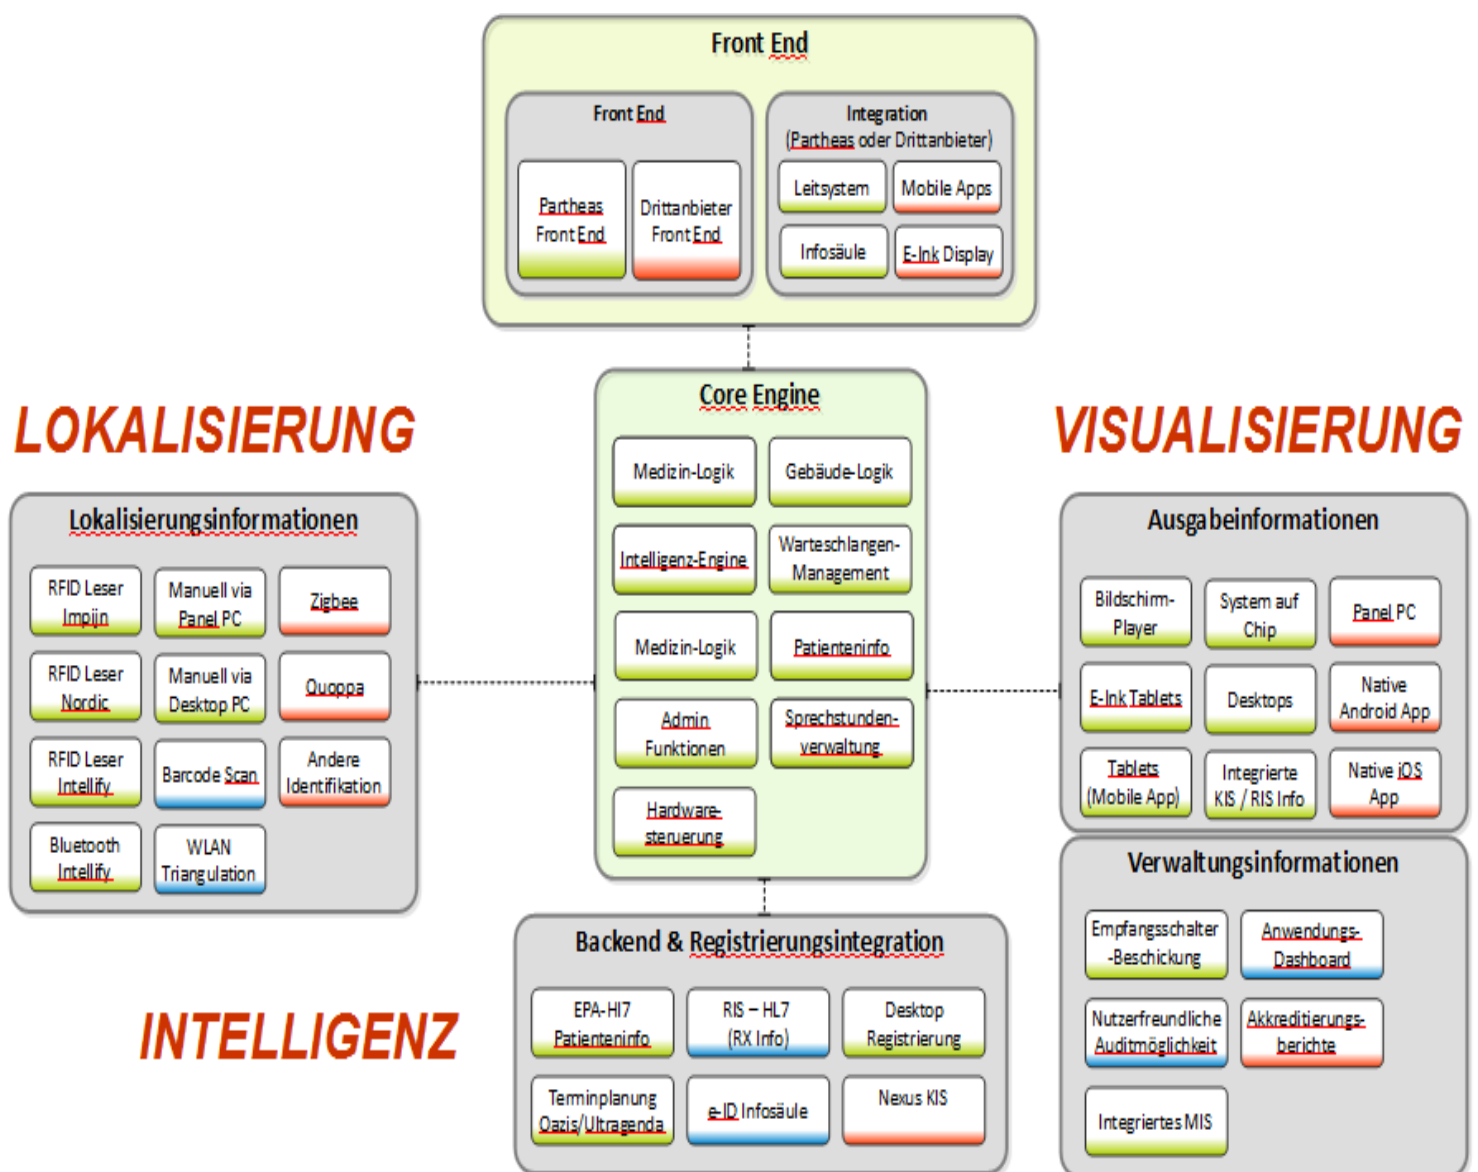 Front End
Front End
Partheas
Front End
Drittanbieter
Front End
Integration
(Partheas oder Drittanbieter)
Leitsystem
Mobile Apps
Infosäule
E-Ink Display
Core Engine
Medizin-Logik
Gebäude-Logik
Intelligenz-Engine
Warteschlangen-
Management
Medizin-Logik
Patienteninfo
Admin
Funktionen
Sprechstunden-
verwaltung
Hardware-
steruerung
LOKALISIERUNG
Lokalisierungsinformationen
RFID Leser
Impijn
Manuell via
Panel PC
Zigbee
RFID Leser
Nordic
Manuell via
Desktop PC
Quoppa
RFID Leser
Intellify
Barcode Scan
Andere
Identifikation
Bluetooth
Intellify
WLAN
Triangulation
VISUALISIERUNG
Ausgabeinformationen
Bildschirm-
Player
System auf
Chip
Panel PC
E-Ink Tablets
Desktops
Native
Android App
Tablets
(Mobile App)
Integrierte
KIS / RIS Info
Native iOS
App
Verwaltungsinformationen
Empfangsschalter
-Beschickung
Anwendungs-
Dashboard
Nutzerfreundliche
Auditmöglichkeit
Akkreditierungs-
berichte
Integriertes MIS
INTELLIGENZ
Backend & Registrierungsintegration
EPA-Hl7
Patienteninfo
RIS – HL7
(RX Info)
Desktop
Registrierung
Terminplanung
Oazis/Ultragenda
e-ID Infosäule
Nexus KIS